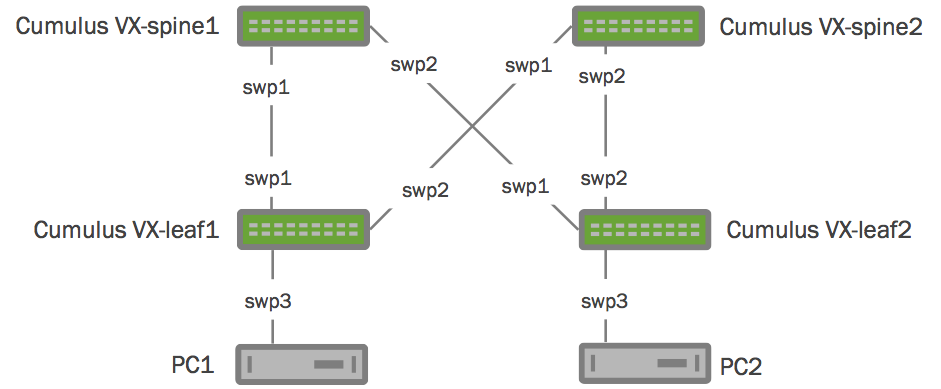 Cumulus VX-spine1
Cumulus VX-spine2
swp2
swp1
swp1
swp2
swp1
swp2
swp1
swp2
Cumulus VX-leaf1
Cumulus VX-leaf2
swp3
swp3
PC1
PC2